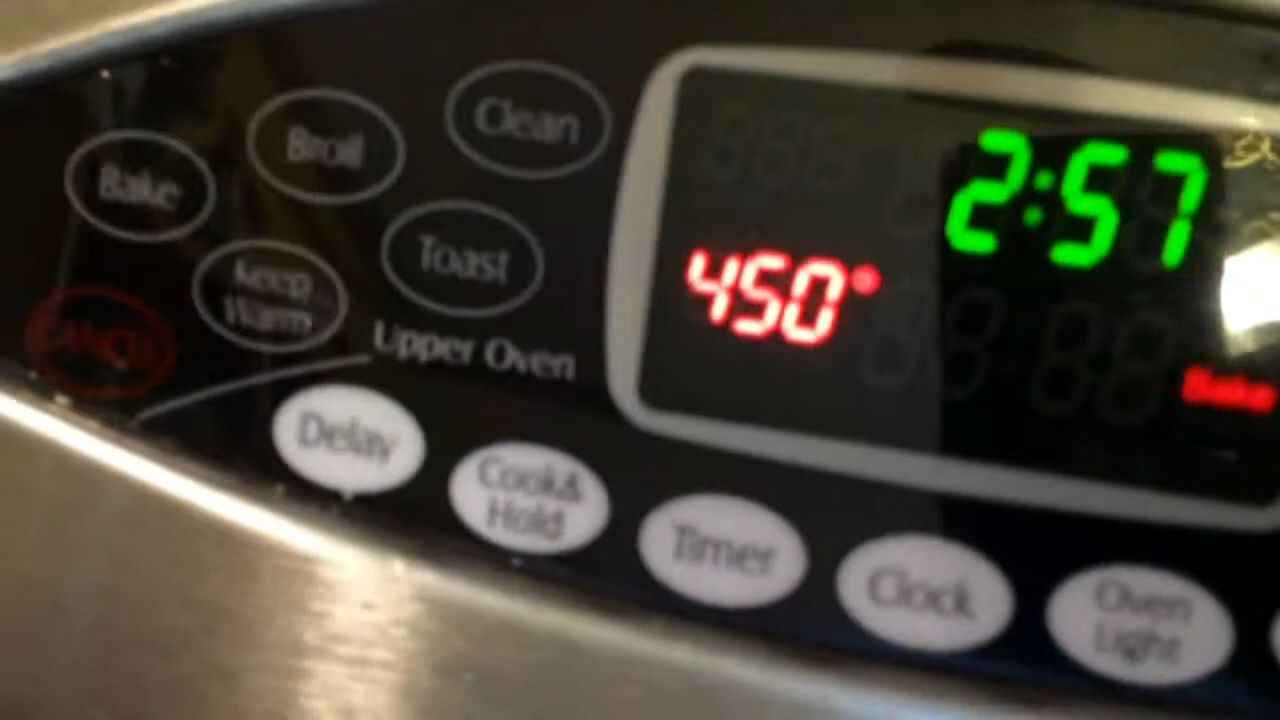 Clean
Broil
Bake
Toast
Keep
Warm
CANCEL
Upper Oven
2:57
450°
Bake
Delay
Cook&
Hold
Timer
Clock
Oven
Light